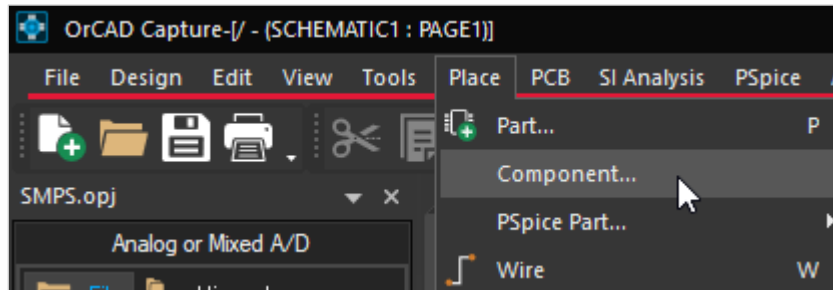 OrCAD Capture-[/ - (SCHEMATIC1 : PAGE1)]
File Design Edit View Tools Place PCB SI Analysis PSpice
Part... P
Component...
SMPS.opj
PSpice Part...
Analog or Mixed A/D
Wire W